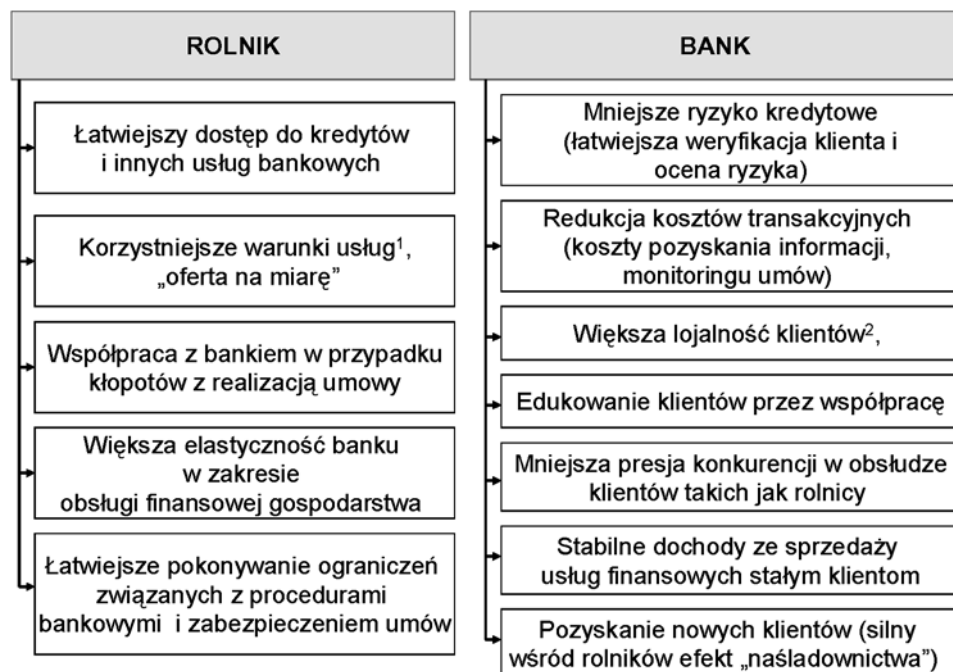 ROLNIK
Łatwiejszy dostęp do kredytów
i innych usług bankowych
Korzystniejsze warunki usług¹,
„oferta na miarę”
Współpraca z bankiem w przypadku
kłopotów z realizacją umowy
Większa elastyczność banku
w zakresie
obsługi finansowej gospodarstwa
Łatwiejsze pokonywanie ograniczeń
związanych z procedurami
bankowymi i zabezpieczeniem umów
BANK
Mniejsze ryzyko kredytowe
(łatwiejsza weryfikacja klienta i
ocena ryzyka)
Redukcja kosztów transakcyjnych
(koszty pozyskania informacji,
monitoringu umów)
Większa lojalność klientów²,
Edukowanie klientów przez współpracę
Mniejsza presja konkurencji w obsłudze
klientów takich jak rolnicy
Stabilne dochody ze sprzedaży
usług finansowych stałym klientom
Pozyskanie nowych klientów (silny
wśród rolników efekt „naśladownictwa”)